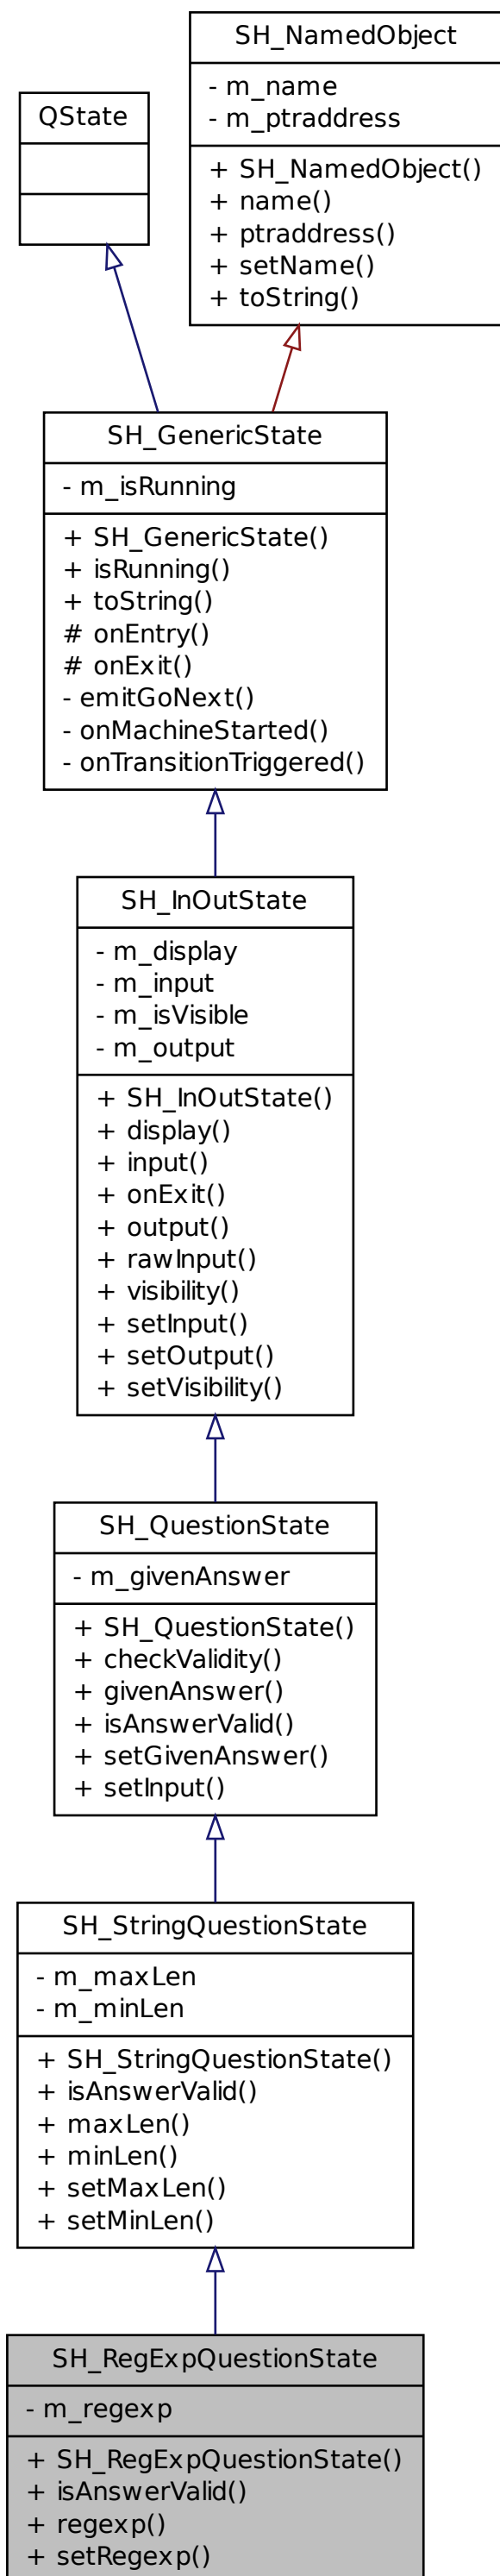 SH_NamedObject
- m_name
- m_ptraddress
+ SH_NamedObject()
+ name()
+ ptraddress()
+ setName()
+ toString()
QState
SH_GenericState
- m_isRunning
+ SH_GenericState()
+ isRunning()
+ toString()
# onEntry()
# onExit()
- emitGoNext()
- onMachineStarted()
- onTransitionTriggered()
SH_InOutState
- m_display
- m_input
- m_isVisible
- m_output
+ SH_InOutState()
+ display()
+ input()
+ onExit()
+ output()
+ rawInput()
+ visibility()
+ setInput()
+ setOutput()
+ setVisibility()
SH_QuestionState
- m_givenAnswer
+ SH_QuestionState()
+ checkValidity()
+ givenAnswer()
+ isAnswerValid()
+ setGivenAnswer()
+ setInput()
SH_StringQuestionState
- m_maxLen
- m_minLen
+ SH_StringQuestionState()
+ isAnswerValid()
+ maxLen()
+ minLen()
+ setMaxLen()
+ setMinLen()
SH_RegExpQuestionState
- m_regexp
+ SH_RegExpQuestionState()
+ isAnswerValid()
+ regexp()
+ setRegexp()